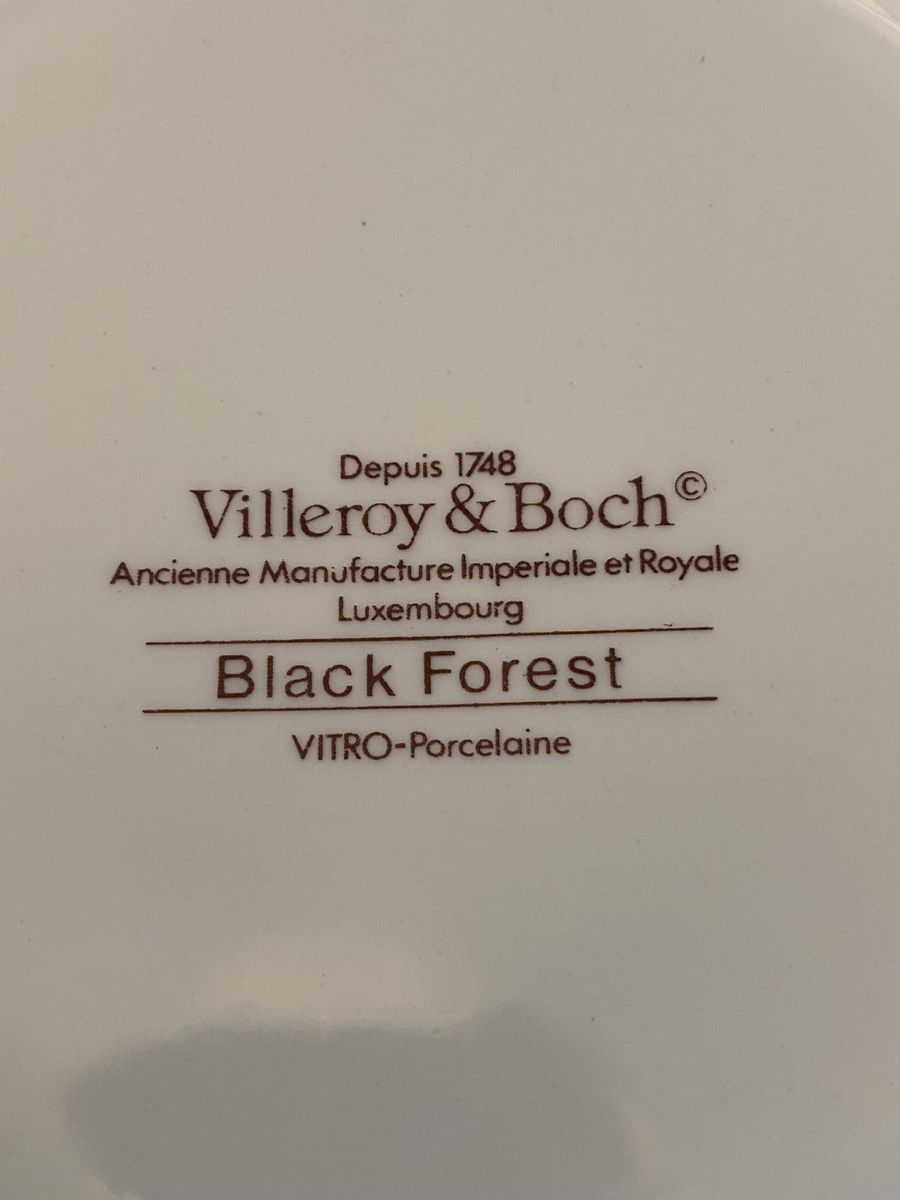 Depuis 1748
Villeroy & Boch©
Ancienne Manufacture Imperiale et Royale
Luxembourg
Black Forest
VITRO-Porcelaine